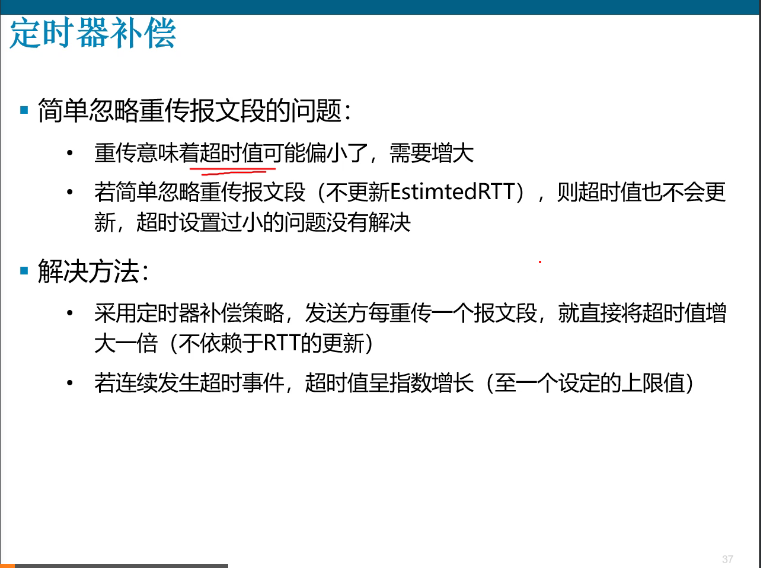 定时器补偿
▪ 简单忽略重传报文段的问题：
• 重传意味着超时值可能偏小了，需要增大
• 若简单忽略重传报文段（不更新EstimtedRTT），则超时值也不会更
新，超时设置过小的问题没有解决
▪ 解决方法：
• 采用定时器补偿策略，发送方每重传一个报文段，就直接将超时值增
大一倍（不依赖于RTT的更新）
• 若连续发生超时事件，超时值呈指数增长（至一个设定的上限值）
37